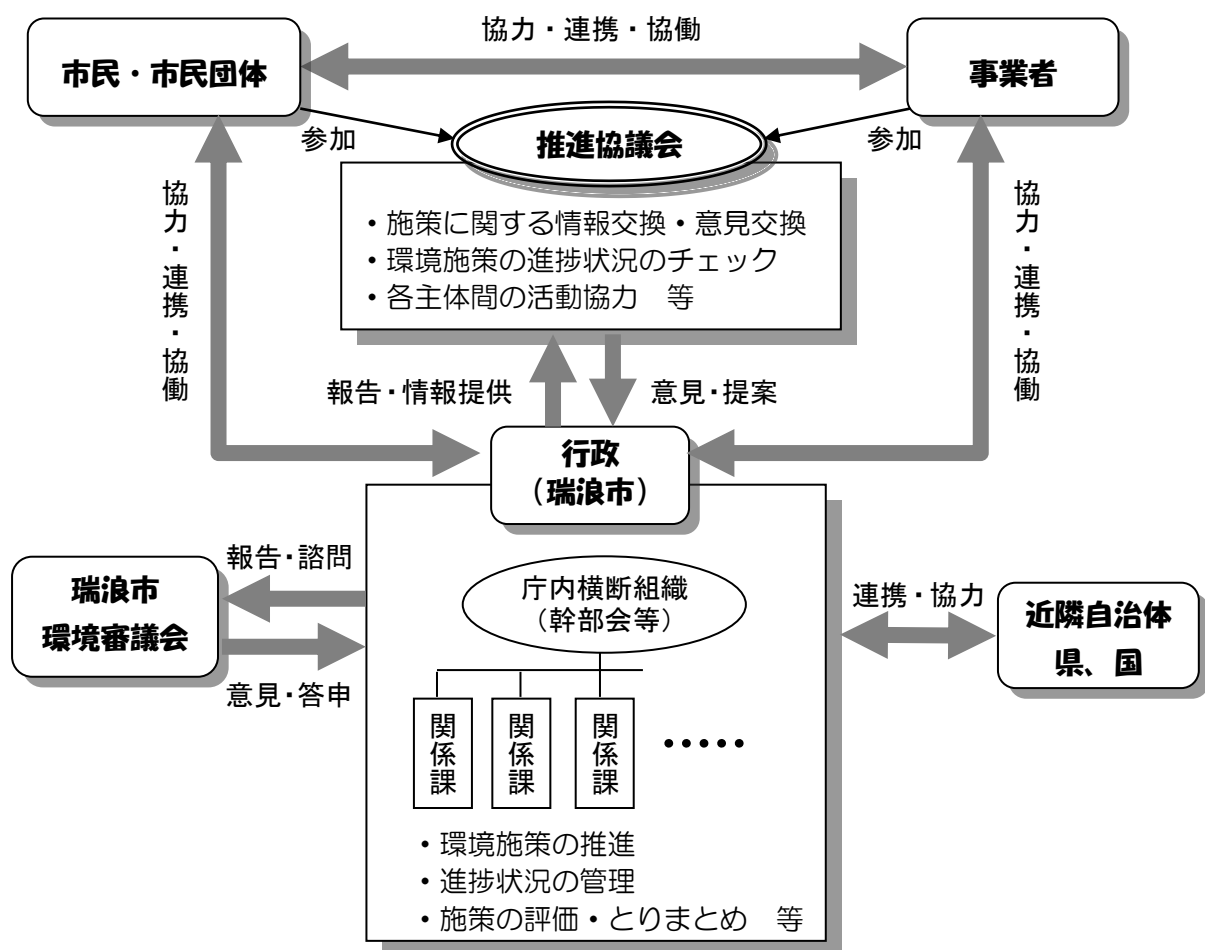 協力・連携・協働
市民・市民団体
事業者
参加
推進協議会
参加
協力・連携・協働
・施策に関する情報交換・意見交換
・環境施策の進捗状況のチェック
・各主体間の活動協力　等
協力・連携・協働
報告・情報提供
意見・提案
行政
（瑞浪市）
報告・諮問
瑞浪市
環境審議会
意見・答申
庁内横断組織
（幹部会等）
連携・協力
近隣自治体
県、国
関係課
関係課
関係課
・・・・・
・環境施策の推進
・進捗状況の管理
・施策の評価・とりまとめ　等